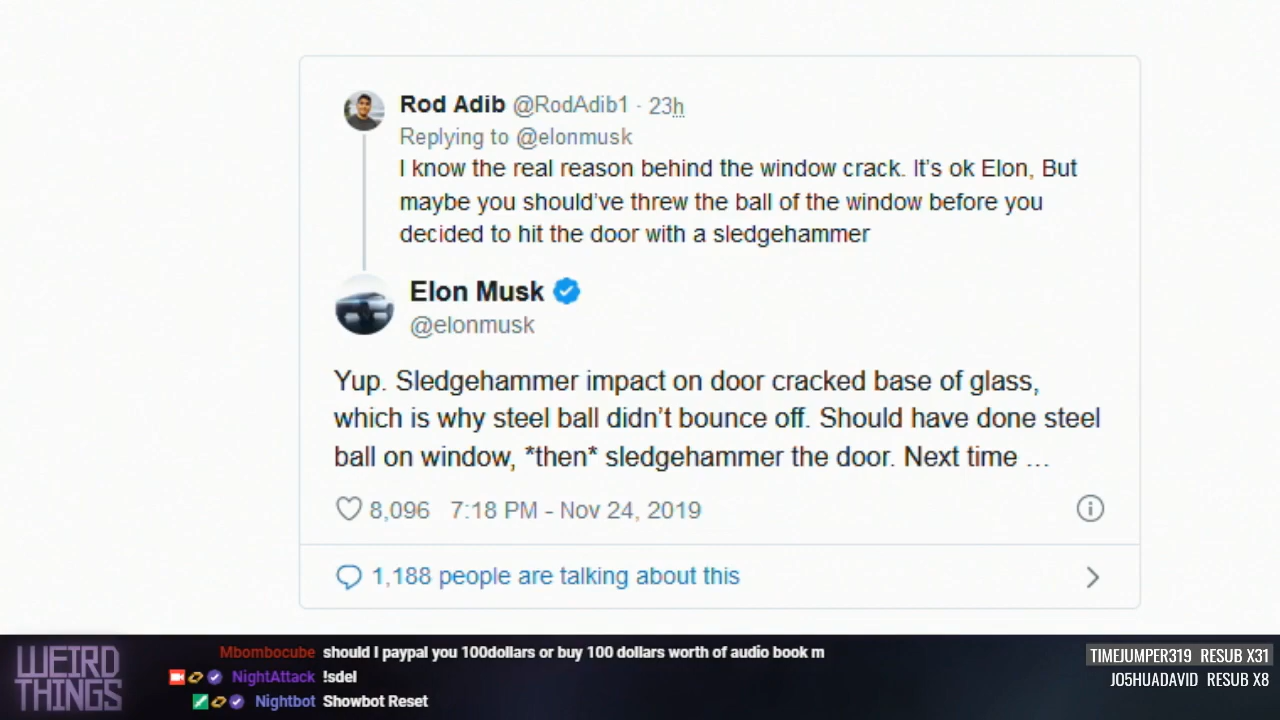 Rod Adib @RodAdib1 · 23h
Replying to @elonmusk
I know the real reason behind the window crack. It's ok Elon, But
maybe you should've threw the ball of the window before you
decided to hit the door with a sledgehammer
Elon Musk
@elonmusk
Yup. Sledgehammer impact on door cracked base of glass,
which is why steel ball didn't bounce off. Should have done steel
ball on window, *then* sledgehammer the door. Next time ...
8,096 7:18 PM - Nov 24, 2019
1,188 people are talking about this
WEIRD
THINGS
Mbombocube should I paypal you 100dollars or buy 100 dollars worth of audio book m
NightAttack !sdel
Nightbot Showbot Reset
TIMEJUMPER319 RESUB X31
JO5HUADAVID RESUB X8